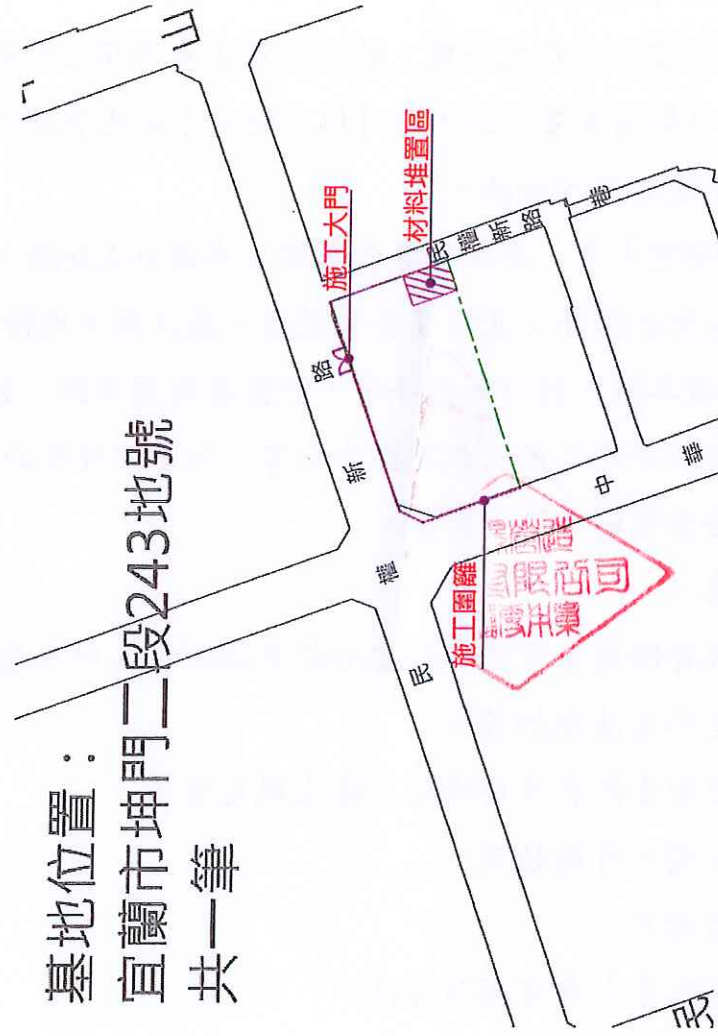 基地位置：
宜蘭市坤門二段243地號
共一筆
施工大門
材料堆置區
施工圍籬
民權新路
民權新路巷
中華
山
民